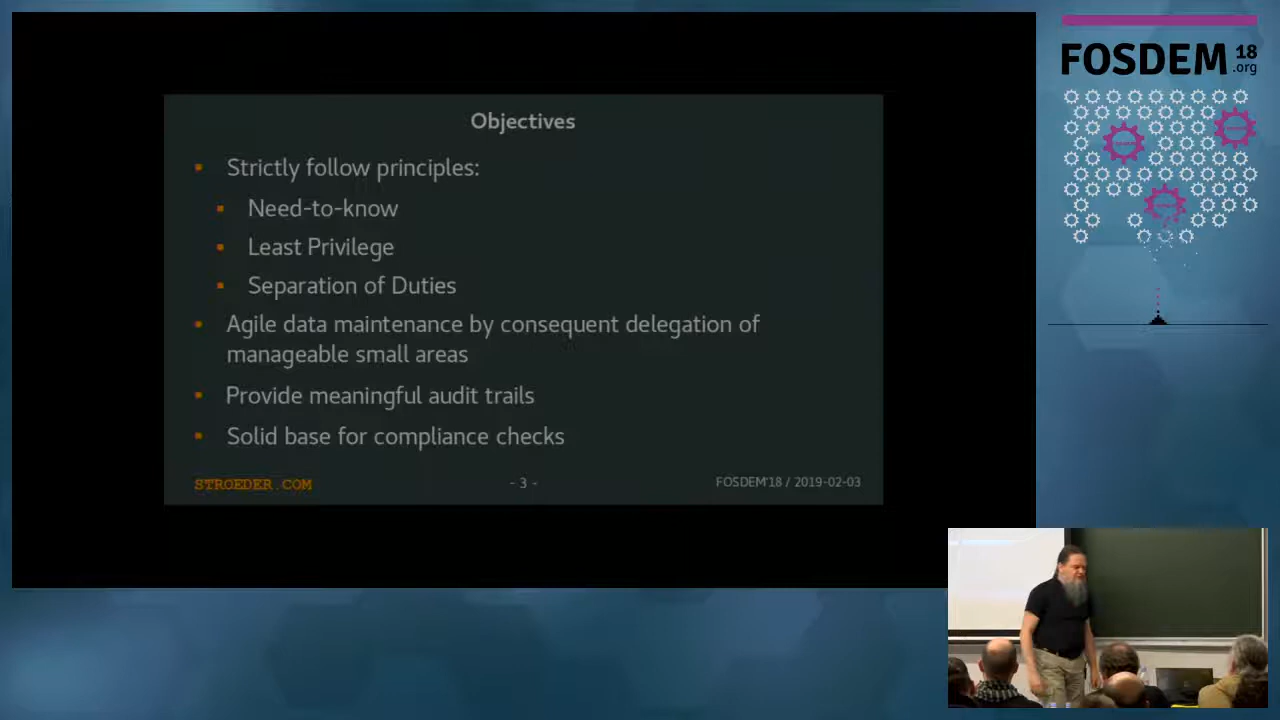 Objectives
Strictly follow principles:
Need-to-know
Least Privilege
Separation of Duties
Agile data maintenance by consequent delegation of
manageable small areas
Provide meaningful audit trails
Solid base for compliance checks
STROEDER.COM
- 3 -
FOSDEM'18 / 2019-02-03
FOSDEM 18
.org